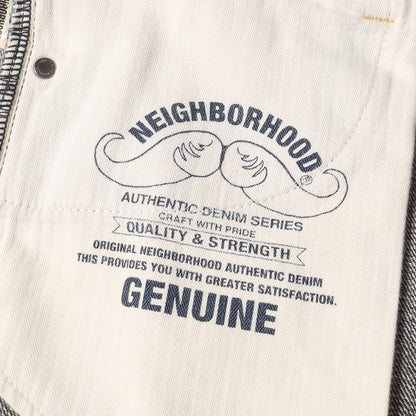 NEIGHBORHOOD®
AUTHENTIC DENIM SERIES
CRAFT WITH PRIDE
QUALITY & STRENGTH
ORIGINAL NEIGHBORHOOD AUTHENTIC DENIM
THIS PROVIDES YOU WITH GREATER SATISFACTION.
GENUINE